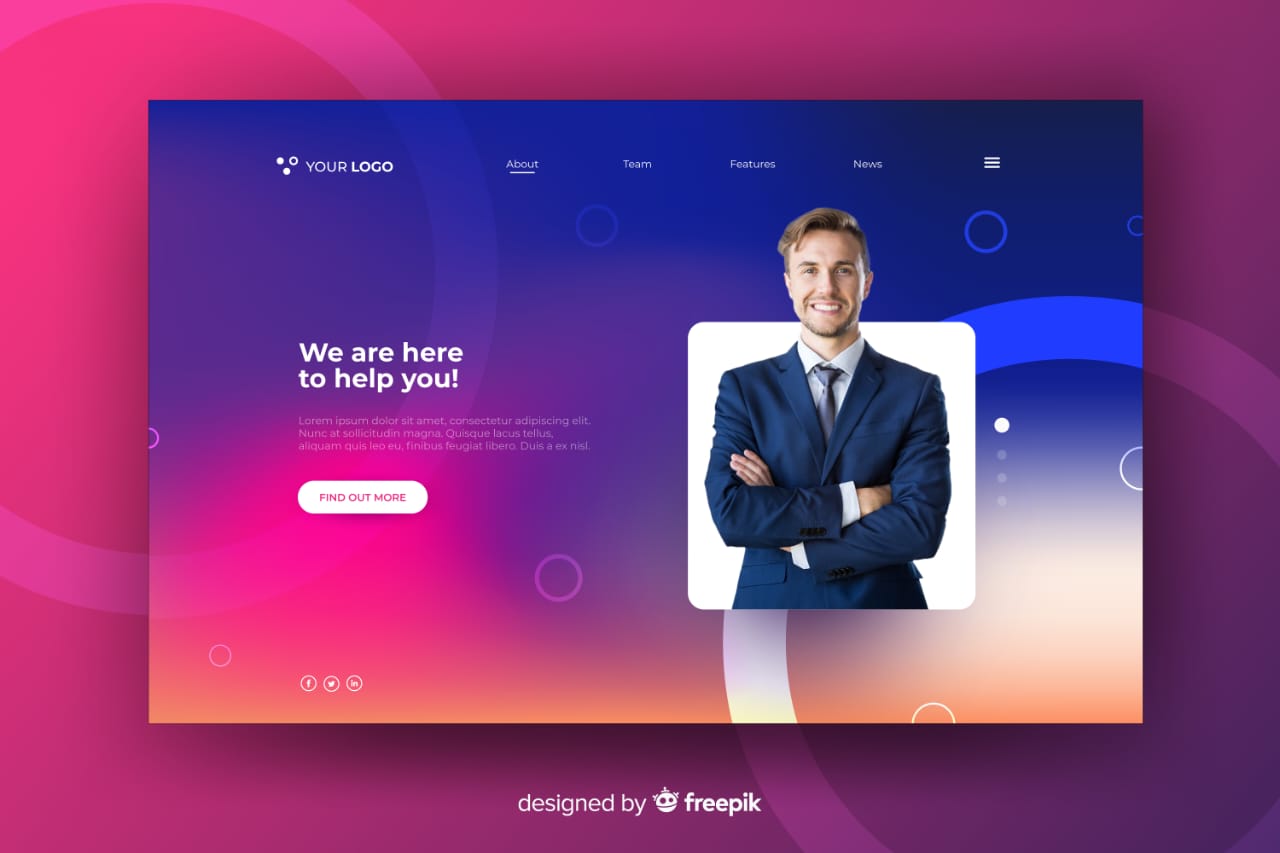 YOUR LOGO
About
Team
Features
News
We are here
to help you!
Lorem ipsum dolor sit amet, consectetur adipiscing elit.
Nunc at sollicitudin magna. Quisque lacus tellus,
aliquam quis leo eu, finibus feugiat libero. Duis a ex nisl.
FIND OUT MORE
f
in
designed by freepik